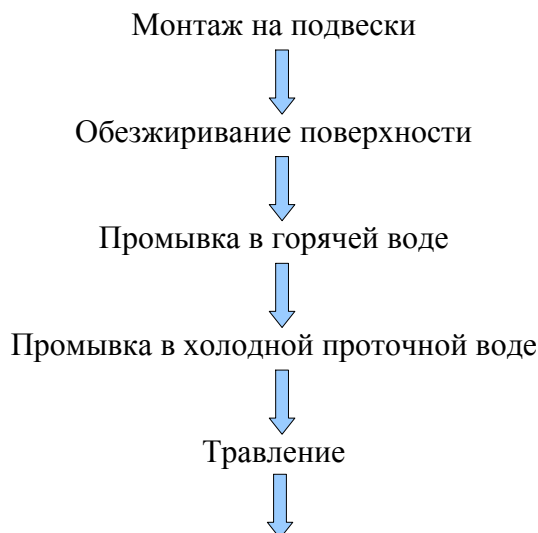 Монтаж на подвески
Обезжиривание поверхности
Промывка в горячей воде
Промывка в холодной проточной воде
Травление